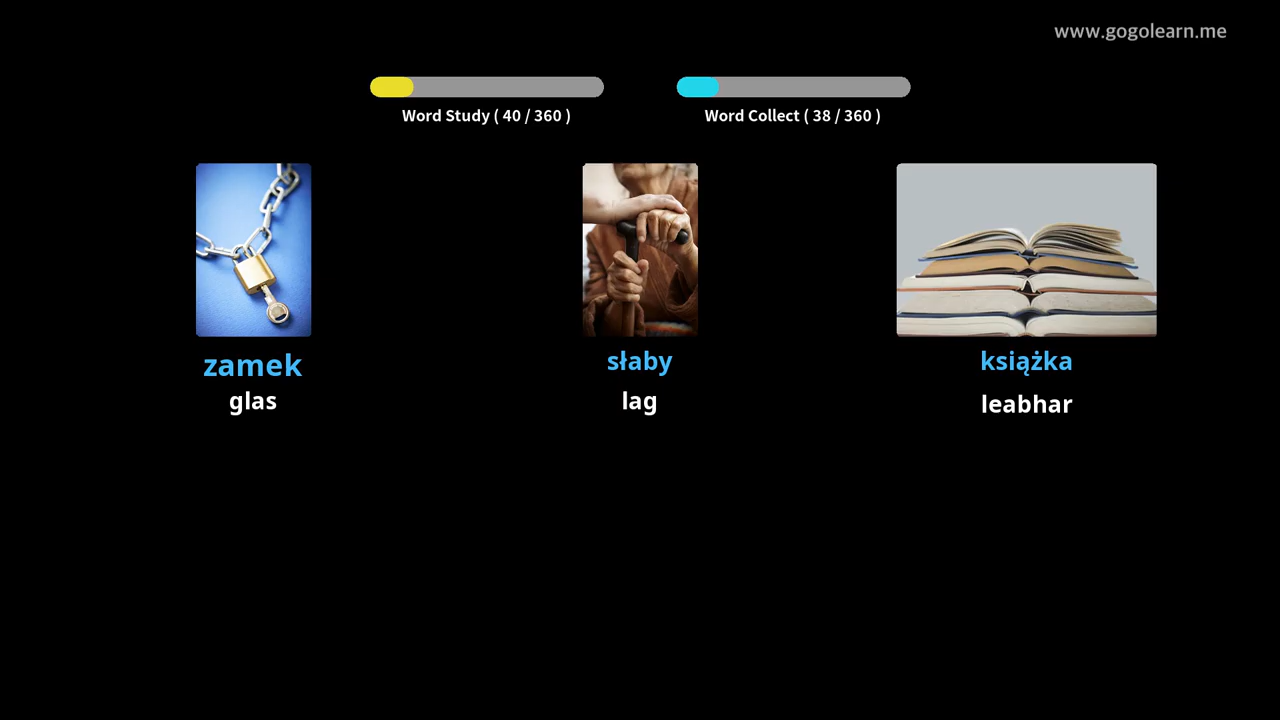 www.gogolearn.me
Word Study ( 40 / 360 )
Word Collect ( 38 / 360 )
zamek
glas
słaby
lag
książka
leabhar